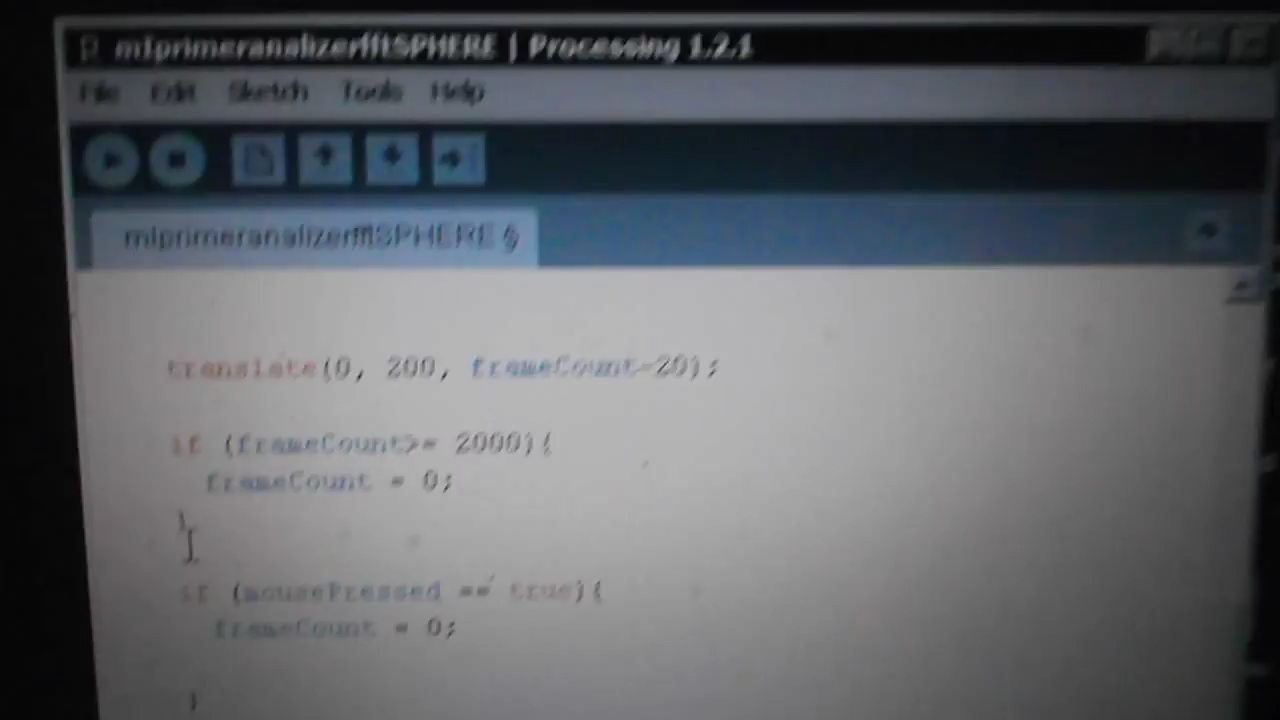 miprimeranalizerfftSPHERE | Processing 1.2.1
File Edit Sketch Tools Help
miprimeranalizerfftSPHERE §
translate(0, 200, frameCount-20);
if (frameCount>= 2000){
frameCount = 0;
}
if (mousePressed == true){
frameCount = 0;
}